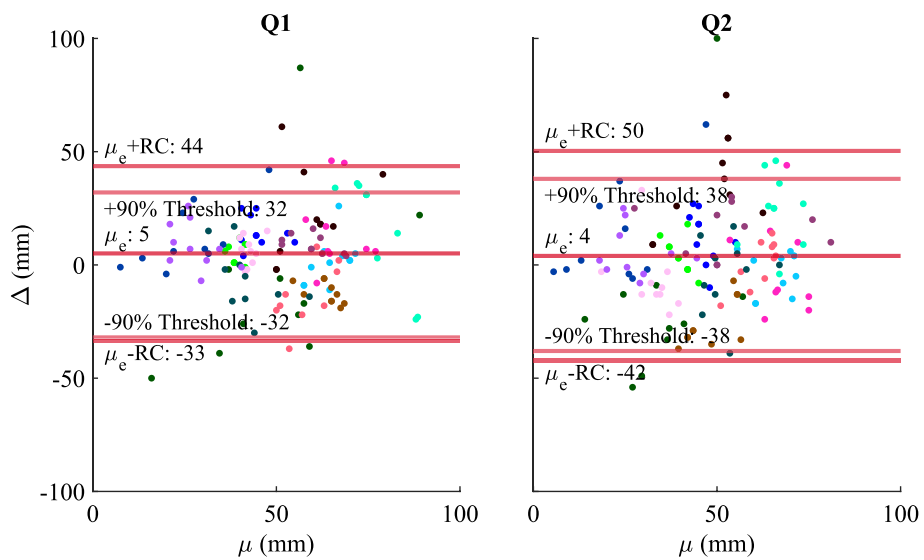 Q1
Q2
100
50
0
-50
-100
Δ (mm)
μe+RC: 44
+90% Threshold: 32
μe: 5
-90% Threshold: -32
μe-RC: -33
0
50
100
μ (mm)
μe+RC: 50
+90% Threshold: 38
μe: 4
-90% Threshold: -38
μe-RC: -42
0
50
100
μ (mm)